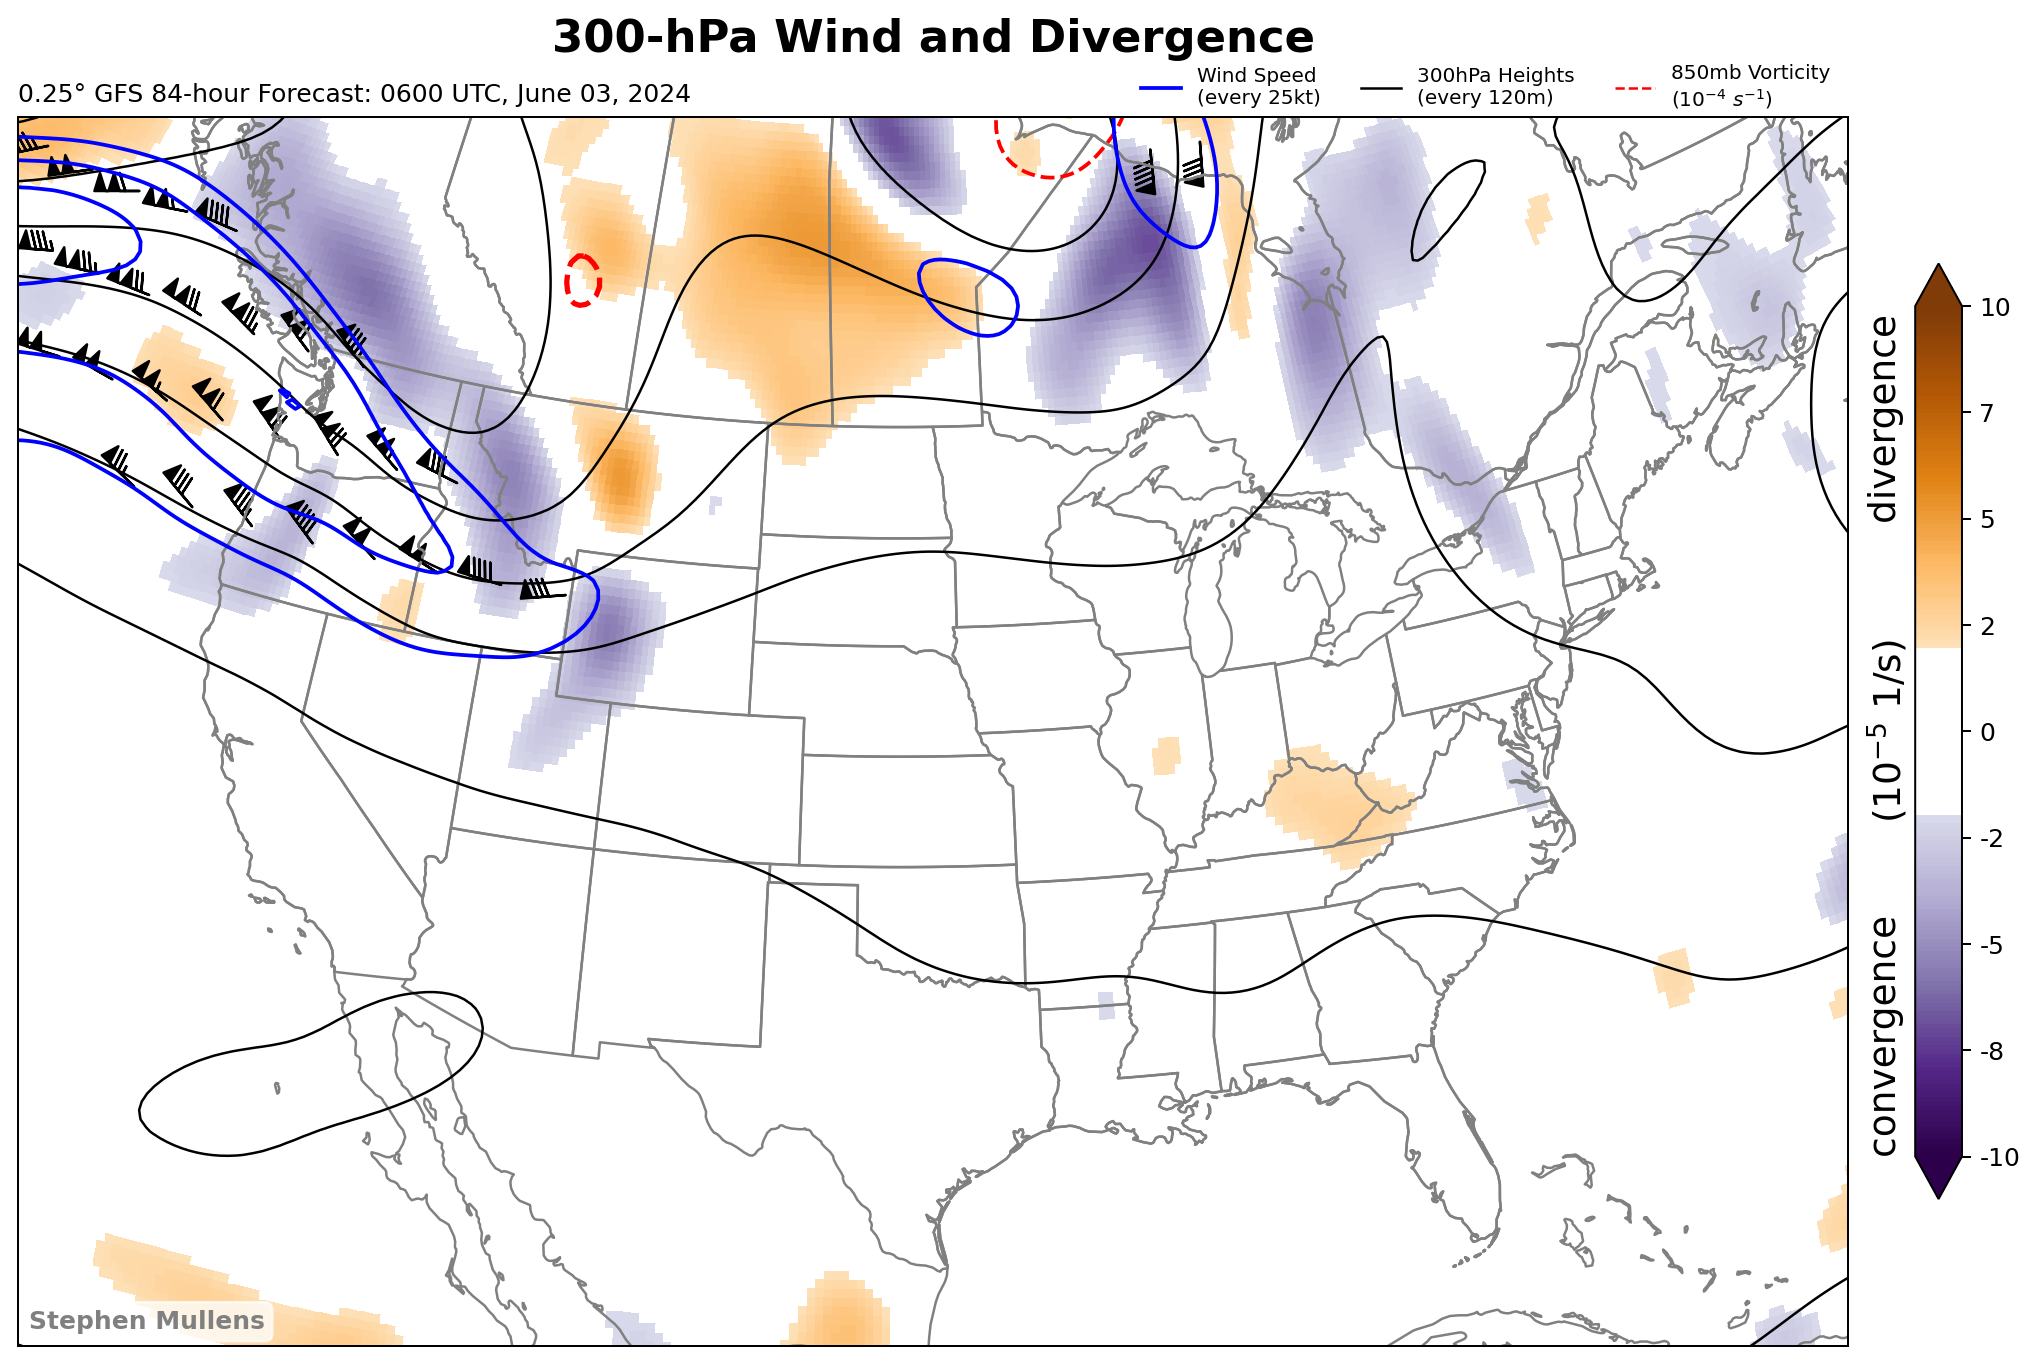 300-hPa Wind and Divergence
0.25° GFS 84-hour Forecast: 0600 UTC, June 03, 2024
Wind Speed
(every 25kt)
300hPa Heights
(every 120m)
850mb Vorticity
(10⁻⁴ s⁻¹)
10
7
5
2
0
-2
-5
-8
-10
convergence (10⁻⁵ 1/s) divergence
Stephen Mullens